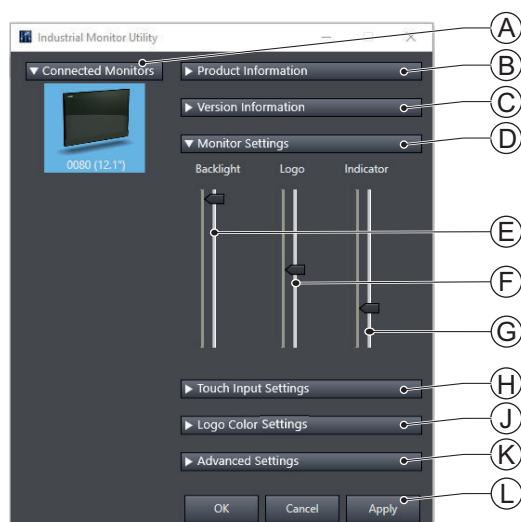 Industrial Monitor Utility
A
Connected Monitors
Product Information
B
Version Information
C
Monitor Settings
D
0080 (12.1")
Backlight Logo Indicator
E
F
G
Touch Input Settings
H
Logo Color Settings
J
Advanced Settings
K
OK Cancel Apply
L